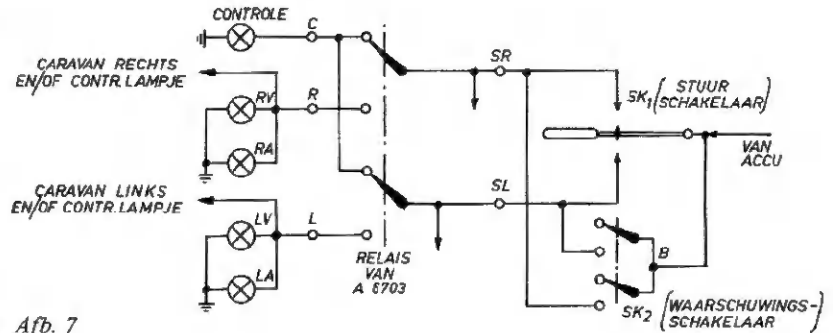 CONTROLE
C
SR
CARAVAN RECHTS
EN/OF CONTR. LAMPJE
RV
R
RA
SK1 (STUUR
SCHAKELAAR)
VAN
ACCU
CARAVAN LINKS
EN/OF CONTR. LAMPJE
SL
LV
L
LA
B
RELAIS
VAN
A 6703
SK2 (WAARSCHUWINGS-
SCHAKELAAR)
Afb. 7